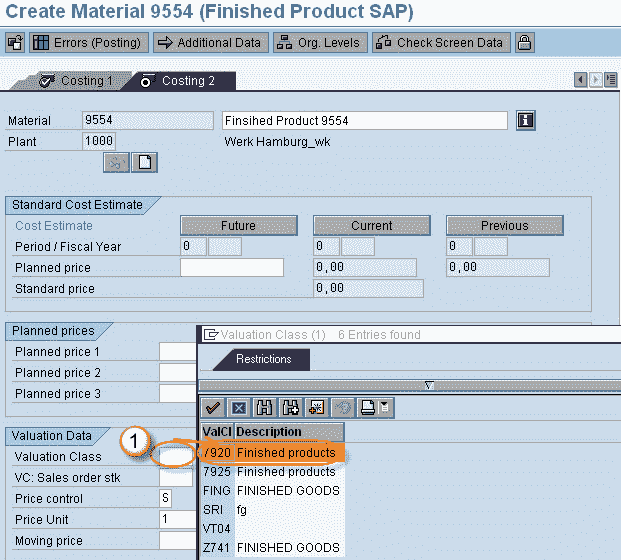 Create Material 9554 (Finished Product SAP)
Errors (Posting) Additional Data Org. Levels Check Screen Data
Costing 1 Costing 2
Material 9554 Finsihed Product 9554
Plant 1000 Werk Hamburg_wk
Standard Cost Estimate
Cost Estimate Future Current Previous
Period / Fiscal Year 0 0 0
Planned price 0,00 0,00
Standard price 0,00
Planned prices
Planned price 1
Planned price 2
Planned price 3
Valuation Data
Valuation Class
VC: Sales order stk
Price control S
Price Unit 1
Moving price
1
Valuation Class (1) 6 Entries found
Restrictions
ValCl Description
7920 Finished products
7925 Finished products
FING FINISHED GOODS
SRI fg
VT04
Z741 FINISHED GOODS